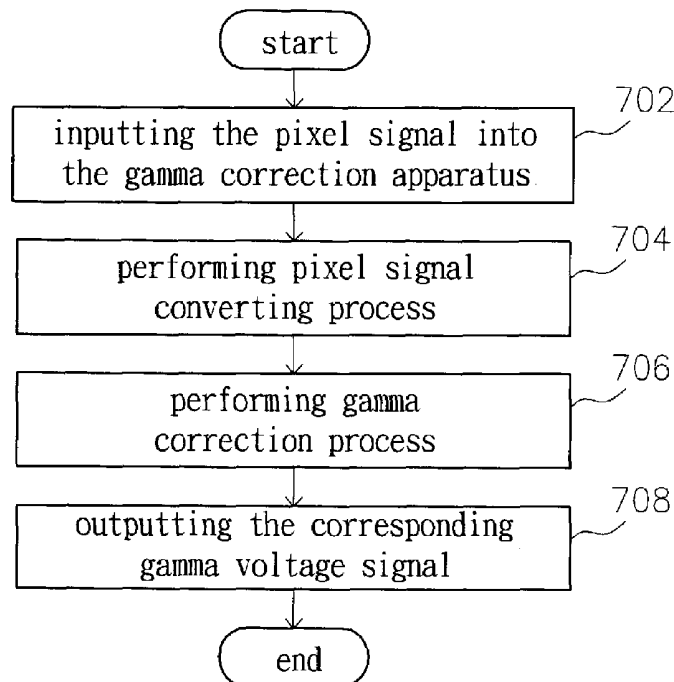 start
702
inputting the pixel signal into
the gamma correction apparatus
704
performing pixel signal
converting process
706
performing gamma
correction process
708
outputting the corresponding
gamma voltage signal
end